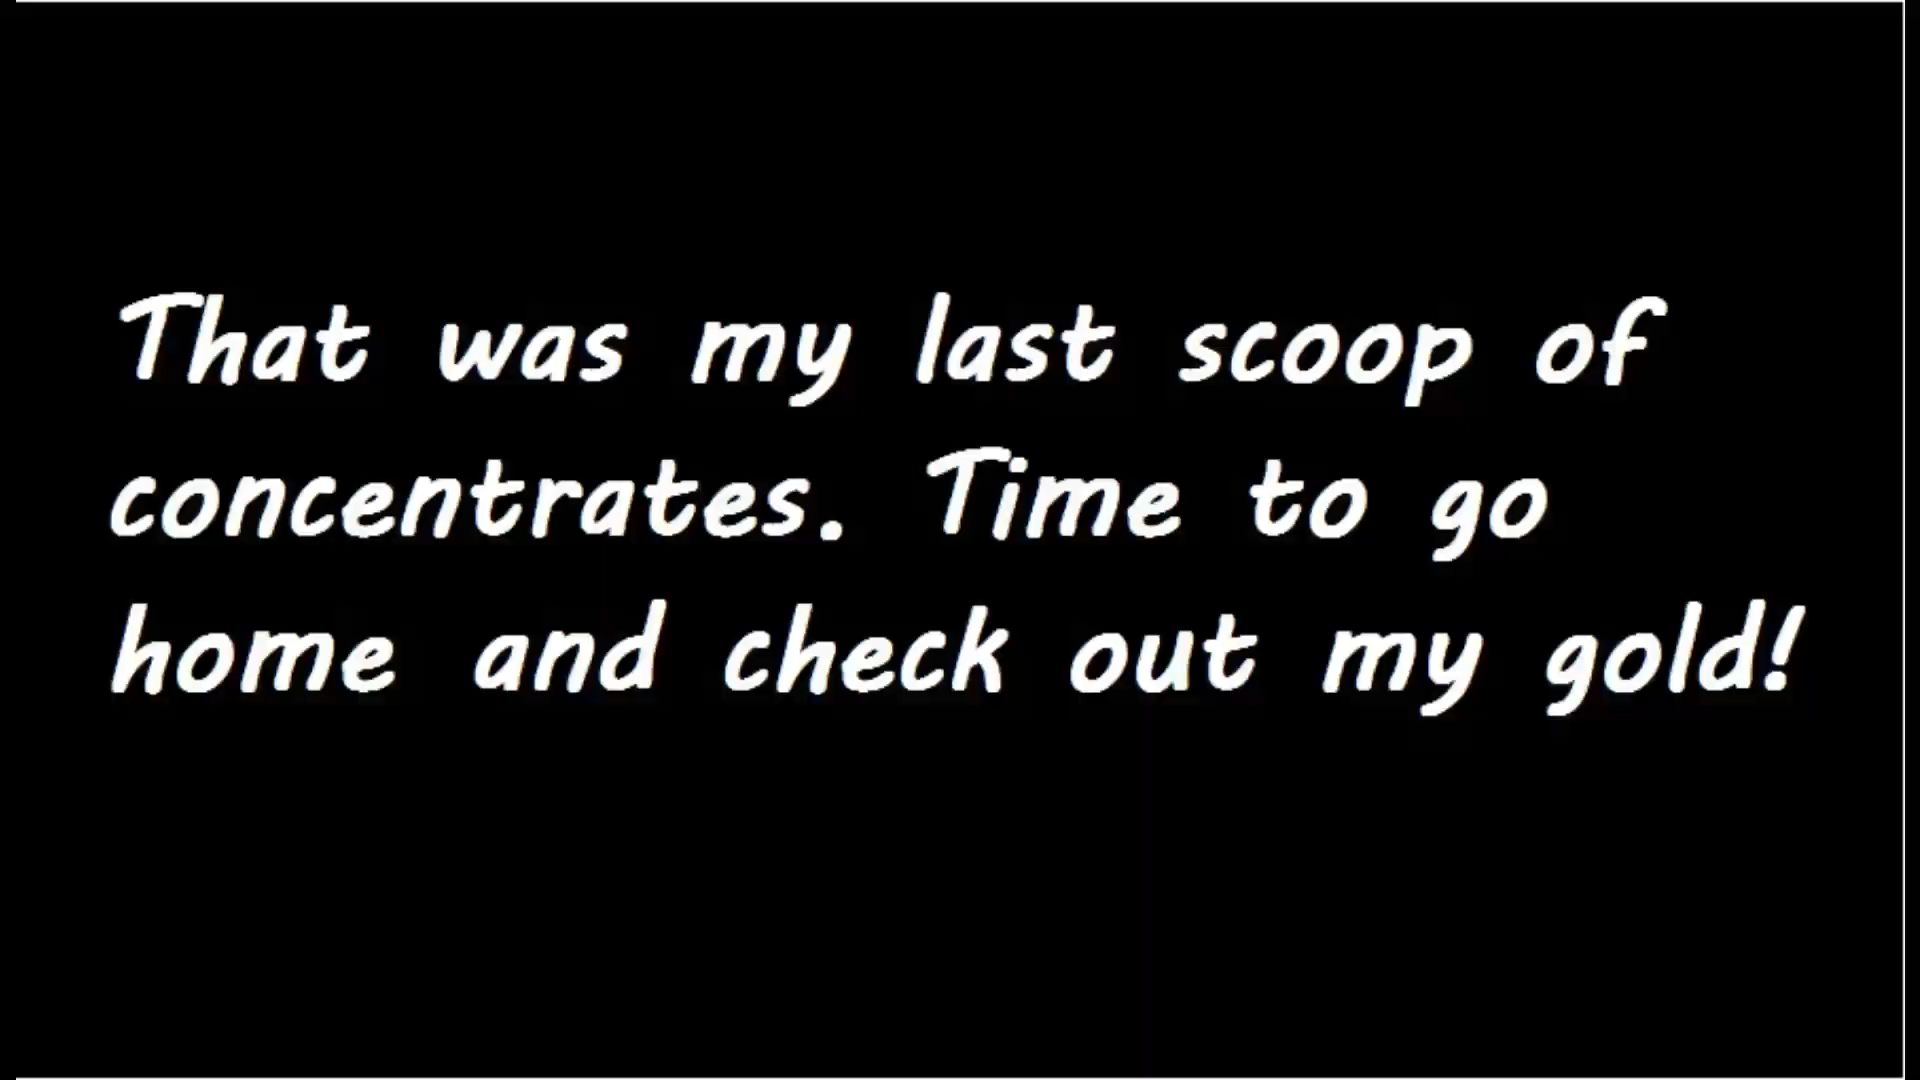 That was my last scoop of
concentrates. Time to go
home and check out my gold!